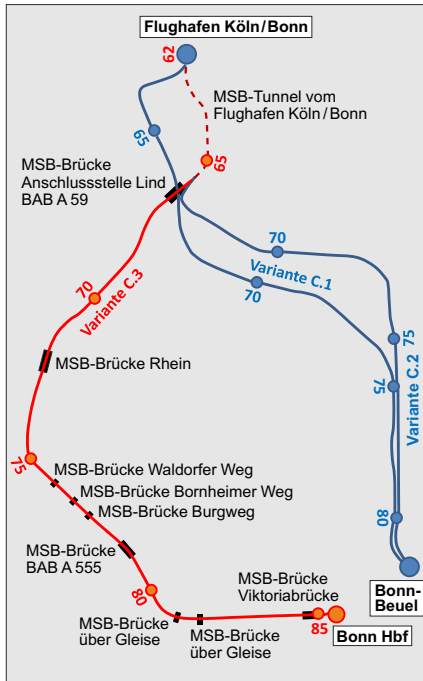 Flughafen Köln/Bonn
62
MSB-Tunnel vom
Flughafen Köln/Bonn
65
65
MSB-Brücke
Anschlussstelle Lind
BAB A 59
70
Variante C.3
70
Variante C.1
70
75
Variante C.2
75
MSB-Brücke Rhein
75
MSB-Brücke Waldorfer Weg
MSB-Brücke Bornheimer Weg
MSB-Brücke Burgweg
80
MSB-Brücke
BAB A 555
80
MSB-Brücke
Viktoriabrücke
Bonn-
Beuel
MSB-Brücke
über Gleise
MSB-Brücke
über Gleise
85
Bonn Hbf